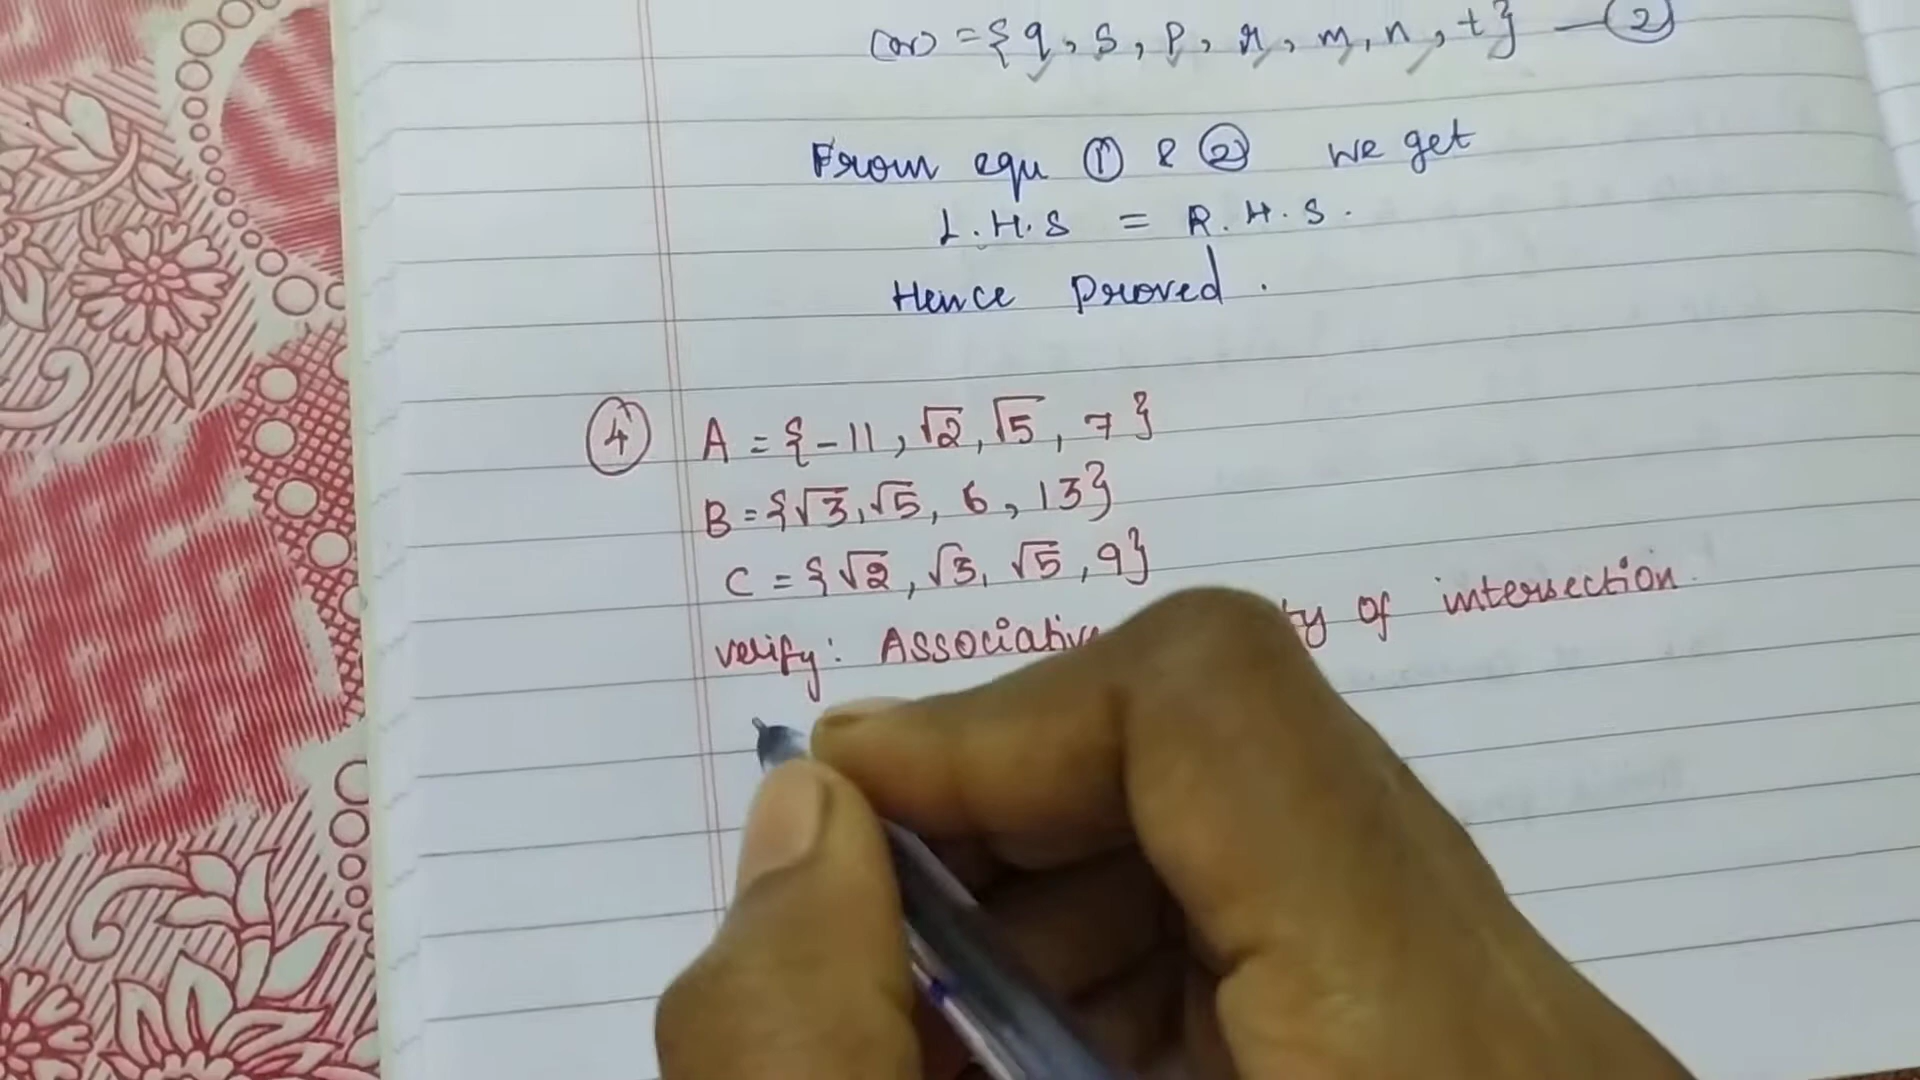 (or) = {q, s, p, r, m, n, t} — ②
From equ ① & ② we get
L.H.S = R.H.S.
Hence Proved.
④ A = {-11, √2, √5, 7}
B = {√3, √5, 6, 13}
C = {√2, √3, √5, 9}
verify: of intersection